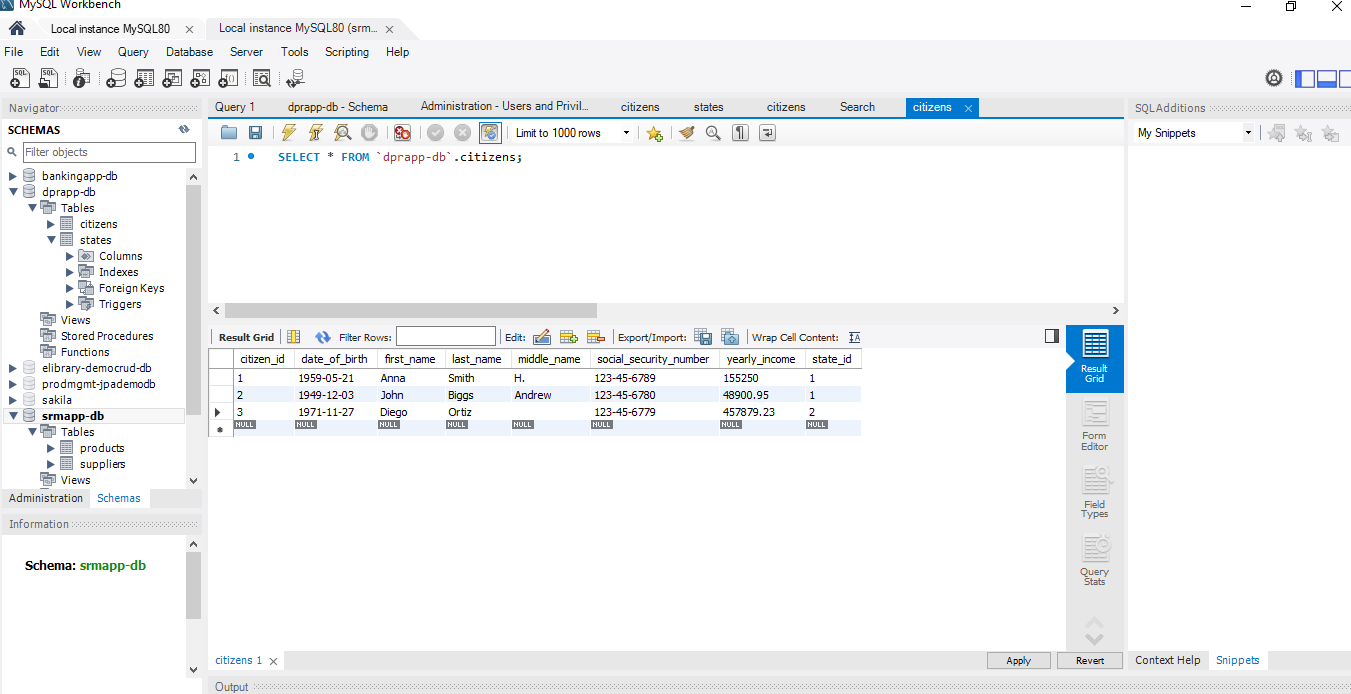 MySQL Workbench
Local instance MySQL80
Local instance MySQL80 (srm...
File Edit View Query Database Server Tools Scripting Help
Navigator
SCHEMAS
Filter objects
bankingapp-db
dprapp-db
Tables
citizens
states
Columns
Indexes
Foreign Keys
Triggers
Views
Stored Procedures
Functions
elibrary-democrud-db
prodmgmt-jpademodb
sakila
srmapp-db
Tables
products
suppliers
Views
Administration Schemas
Information
Schema: srmapp-db
Query 1 dprapp-db - Schema Administration - Users and Privil... citizens states citizens Search citizens
Limit to 1000 rows
1 SELECT * FROM `dprapp-db`.citizens;
Result Grid Filter Rows: Edit: Export/Import: Wrap Cell Content: IA
citizen_id date_of_birth first_name last_name middle_name social_security_number yearly_income state_id
1 1959-05-21 Anna Smith H. 123-45-6789 155250 1
2 1949-12-03 John Biggs Andrew 123-45-6780 48900.95 1
3 1971-11-27 Diego Ortiz 123-45-6779 457879.23 2
NULL NULL NULL NULL NULL NULL NULL NULL
Result
Grid
Form
Editor
Field
Types
Query
Stats
citizens 1
Apply Revert
Output
SQLAdditions
My Snippets
Context Help Snippets